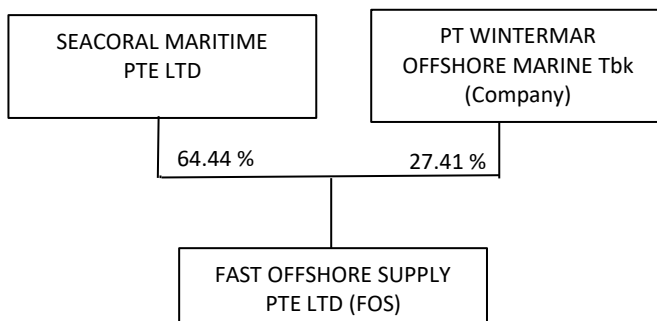 SEACORAL MARITIME
PTE LTD
PT WINTERMAR
OFFSHORE MARINE Tbk
(Company)
64.44 %
27.41 %
FAST OFFSHORE SUPPLY
PTE LTD (FOS)